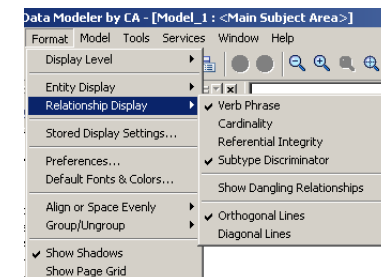 Data Modeler by CA - [Model_1 : <Main Subject Area>]
Format Model Tools Services Window Help
Display Level
Entity Display
Relationship Display
Stored Display Settings...
Preferences...
Default Fonts & Colors...
Align or Space Evenly
Group/Ungroup
Show Shadows
Show Page Grid
Verb Phrase
Cardinality
Referential Integrity
Subtype Discriminator
Show Dangling Relationships
Orthogonal Lines
Diagonal Lines